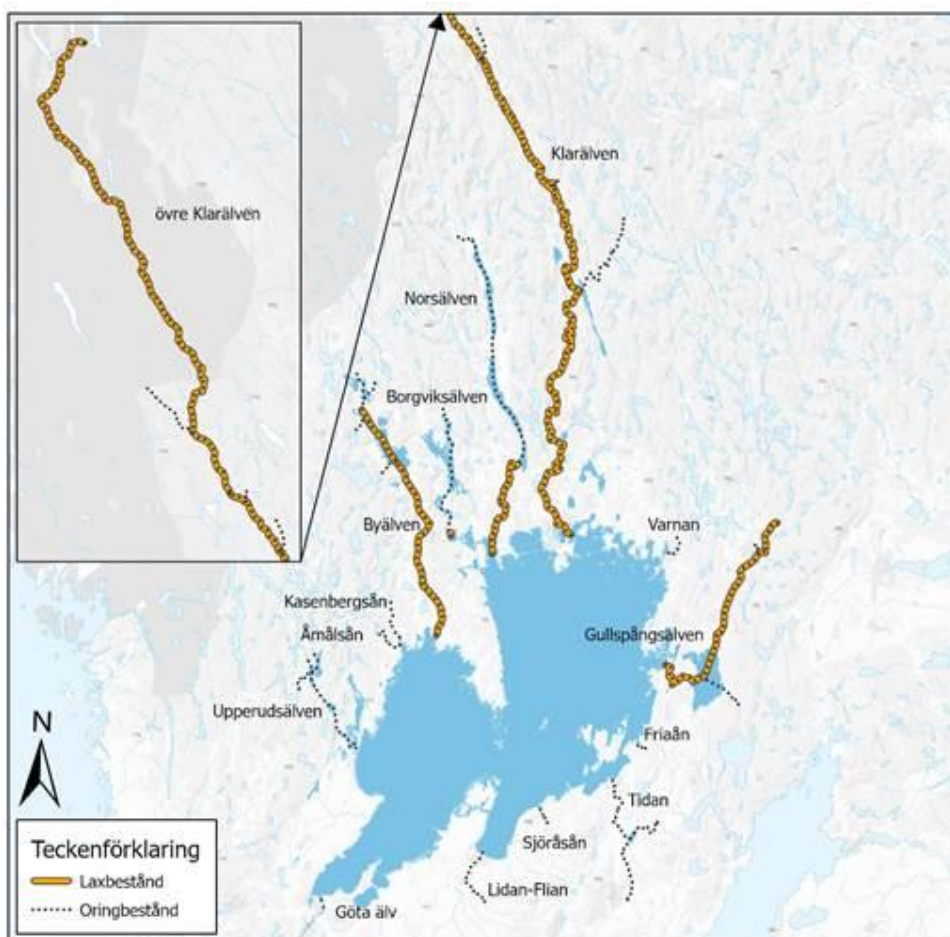 övre Klarälven
Klarälven
Norsälven
Borgviksälven
Byälven
Varnan
Kasenbergsån
Åmålsån
Gullspångsälven
Upperudsälven
N
Friaån
Tidan
Sjöråsån
Lidan-Flian
Göta älv
Teckenförklaring
Laxbestånd
Öringbestånd